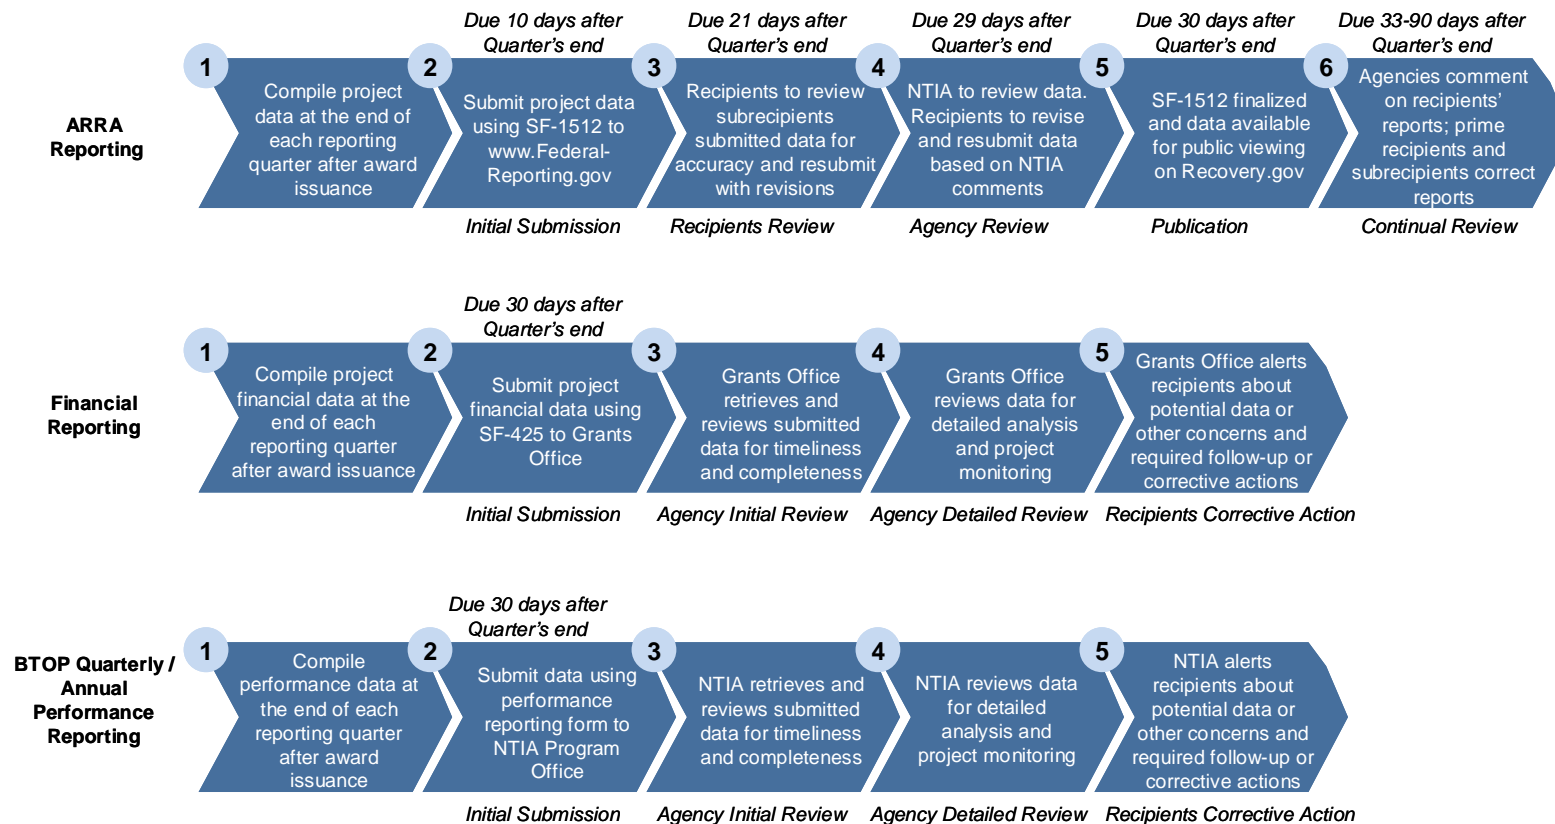 Due 10 days after
Quarter's end
Due 21 days after
Quarter's end
Due 29 days after
Quarter's end
Due 30 days after
Quarter's end
Due 33-90 days after
Quarter's end
ARRA
Reporting
1
Compile project
data at the end of
each reporting
quarter after award
issuance
2
Submit project data
using SF-1512 to
www.Federal-
Reporting.gov
3
Recipients to review
subrecipients
submitted data for
accuracy and resubmit
with revisions
4
NTIA to review data.
Recipients to revise
and resubmit data
based on NTIA
comments
5
SF-1512 finalized
and data available
for public viewing
on Recovery.gov
6
Agencies comment
on recipients'
reports; prime
recipients and
subrecipients correct
reports
Initial Submission
Recipients Review
Agency Review
Publication
Continual Review
Due 30 days after
Quarter's end
Financial
Reporting
1
Compile project
financial data at the
end of each
reporting quarter
after award issuance
2
Submit project
financial data using
SF-425 to Grants
Office
3
Grants Office
retrieves and
reviews submitted
data for timeliness
and completeness
4
Grants Office
reviews data for
detailed analysis
and project
monitoring
5
Grants Office alerts
recipients about
potential data or
other concerns and
required follow-up or
corrective actions
Initial Submission
Agency Initial Review
Agency Detailed Review
Recipients Corrective Action
Due 30 days after
Quarter's end
BTOP Quarterly /
Annual
Performance
Reporting
1
Compile
performance data at
the end of each
reporting quarter
after award
issuance
2
Submit data using
performance
reporting form to
NTIA Program
Office
3
NTIA retrieves and
reviews submitted
data for timeliness
and completeness
4
NTIA reviews data
for detailed
analysis and
project monitoring
5
NTIA alerts
recipients about
potential data or
other concerns and
required follow-up or
corrective actions
Initial Submission
Agency Initial Review
Agency Detailed Review
Recipients Corrective Action